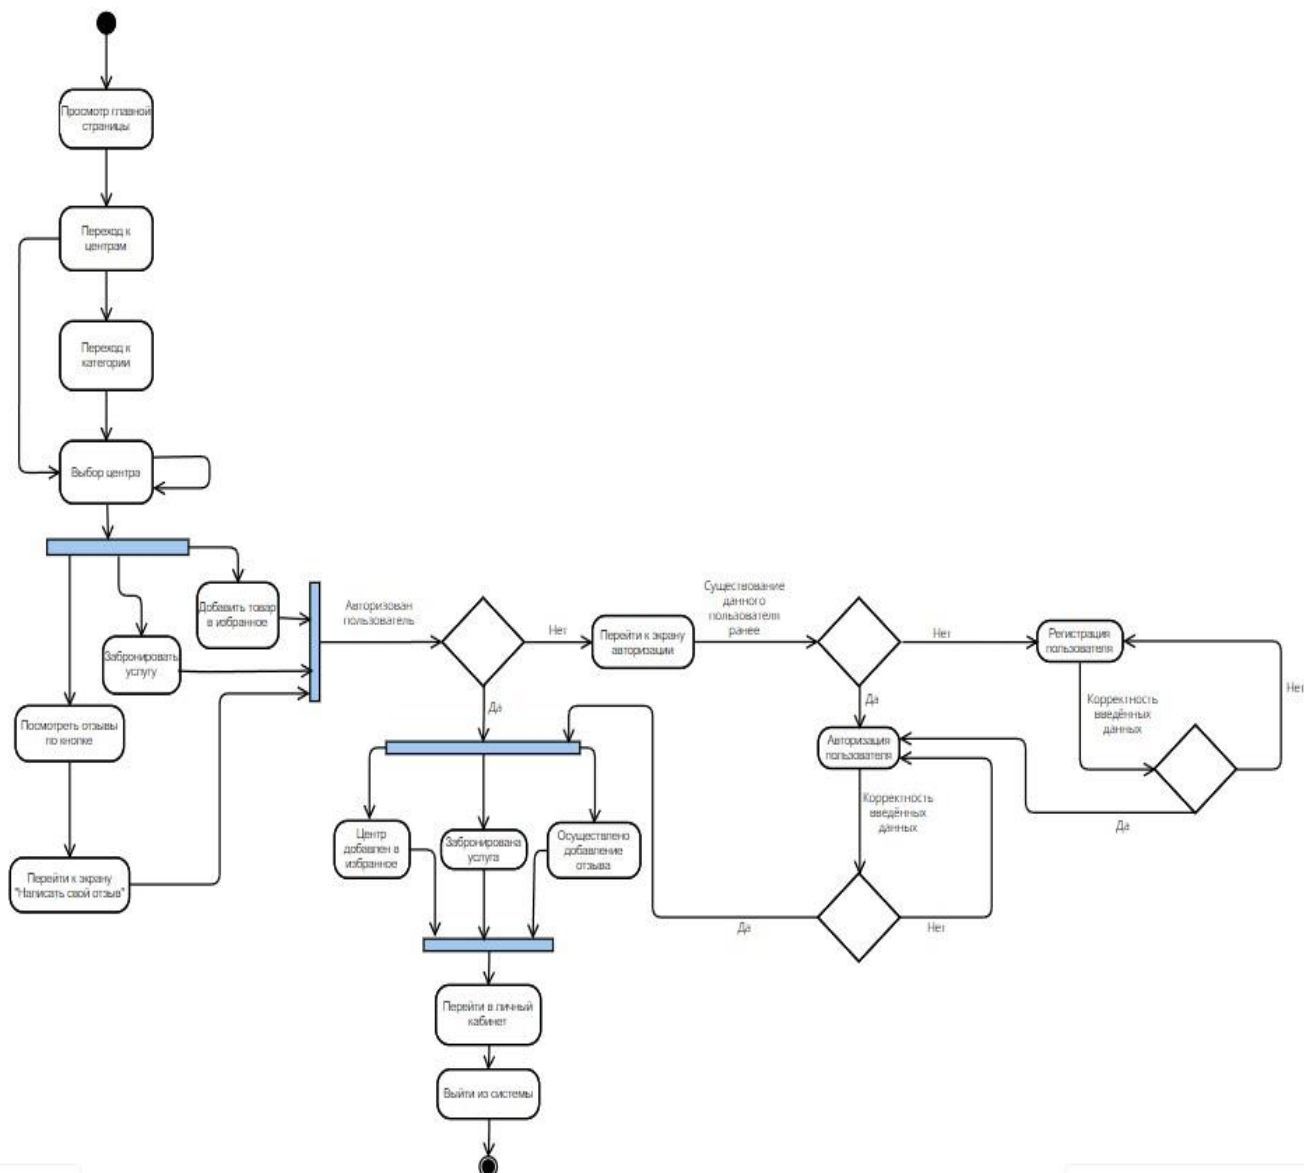 Просмотр главной
страницы
Переход к
центрам
Переход к
категории
Выбор центра
Добавить товар
в избранное
Забронировать
услугу
Посмотреть отзывы
по кнопке
Перейти к экрану
"Написать свой отзыв"
Авторизован
пользователь
Нет
Да
Перейти к экрану
авторизации
Существование
данного
пользователя
ранее
Нет
Да
Регистрация
пользователя
Корректность
введённых
данных
Нет
Да
Авторизация
пользователя
Корректность
введённых
данных
Да
Нет
Центр
добавлен в
избранное
Забронирована
услуга
Осуществлено
добавление
отзыва
Перейти в личный
кабинет
Выйти из системы